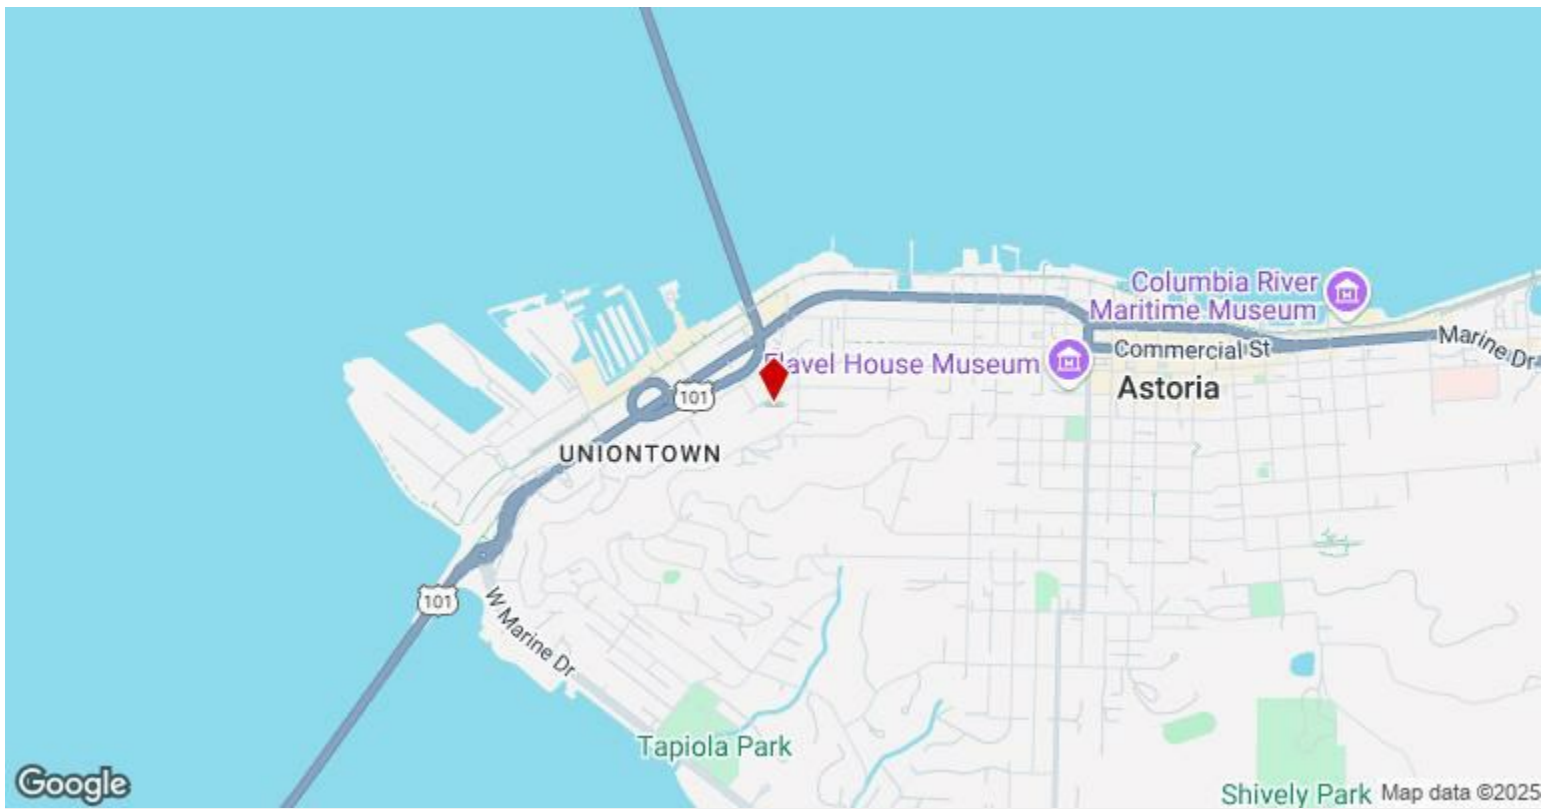 Columbia River
Maritime Museum
Marine Dr
Commercial St
Flavel House Museum
Astoria
101
UNIONTOWN
101
W Marine Dr
Tapiola Park
Google
Shively Park
Map data ©2025